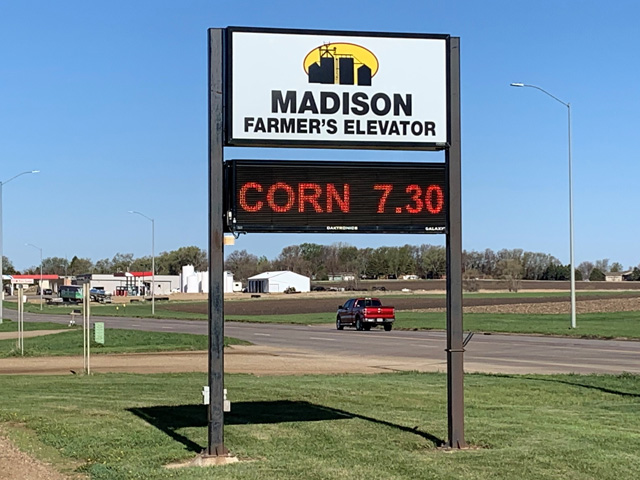 MADISON
FARMER'S ELEVATOR
CORN 7.30
DAKTRONICS GALAXY